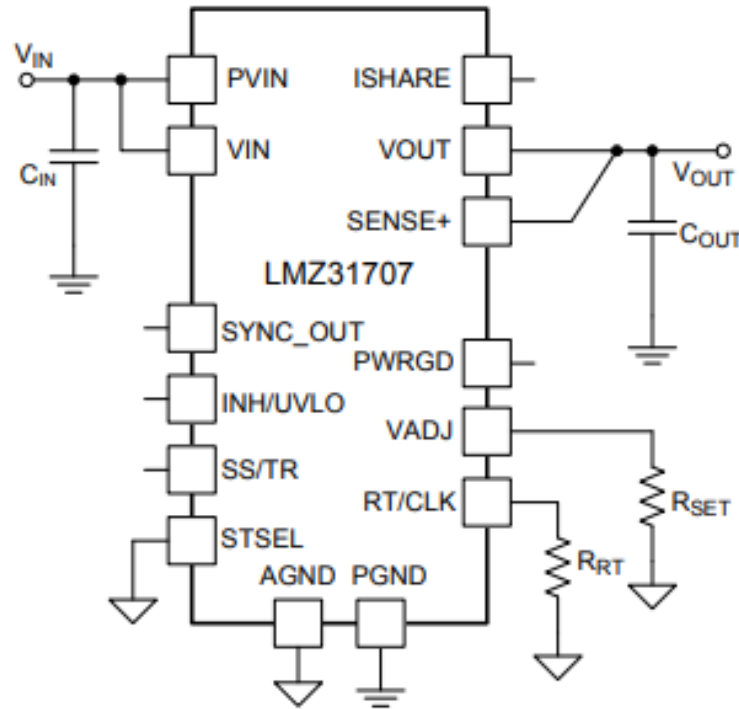 VIN
PVIN
ISHARE
VIN
VOUT
CIN
VOUT
SENSE+
COUT
LMZ31707
SYNC_OUT
PWRGD
INH/UVLO
VADJ
SS/TR
RT/CLK
RSET
STSEL
AGND
PGND
RRT